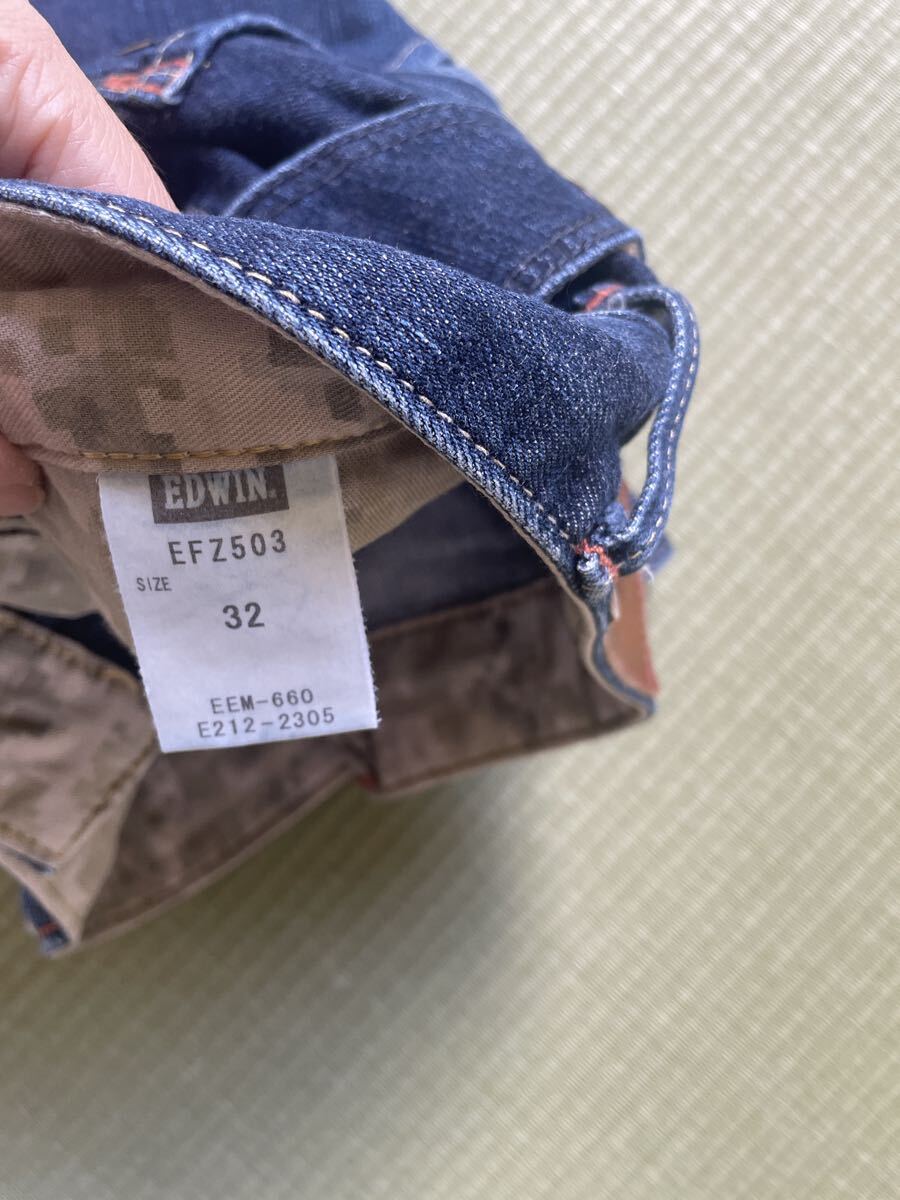 EDWIN.
EFZ503
SIZE
32
EEM-660
E212-2305